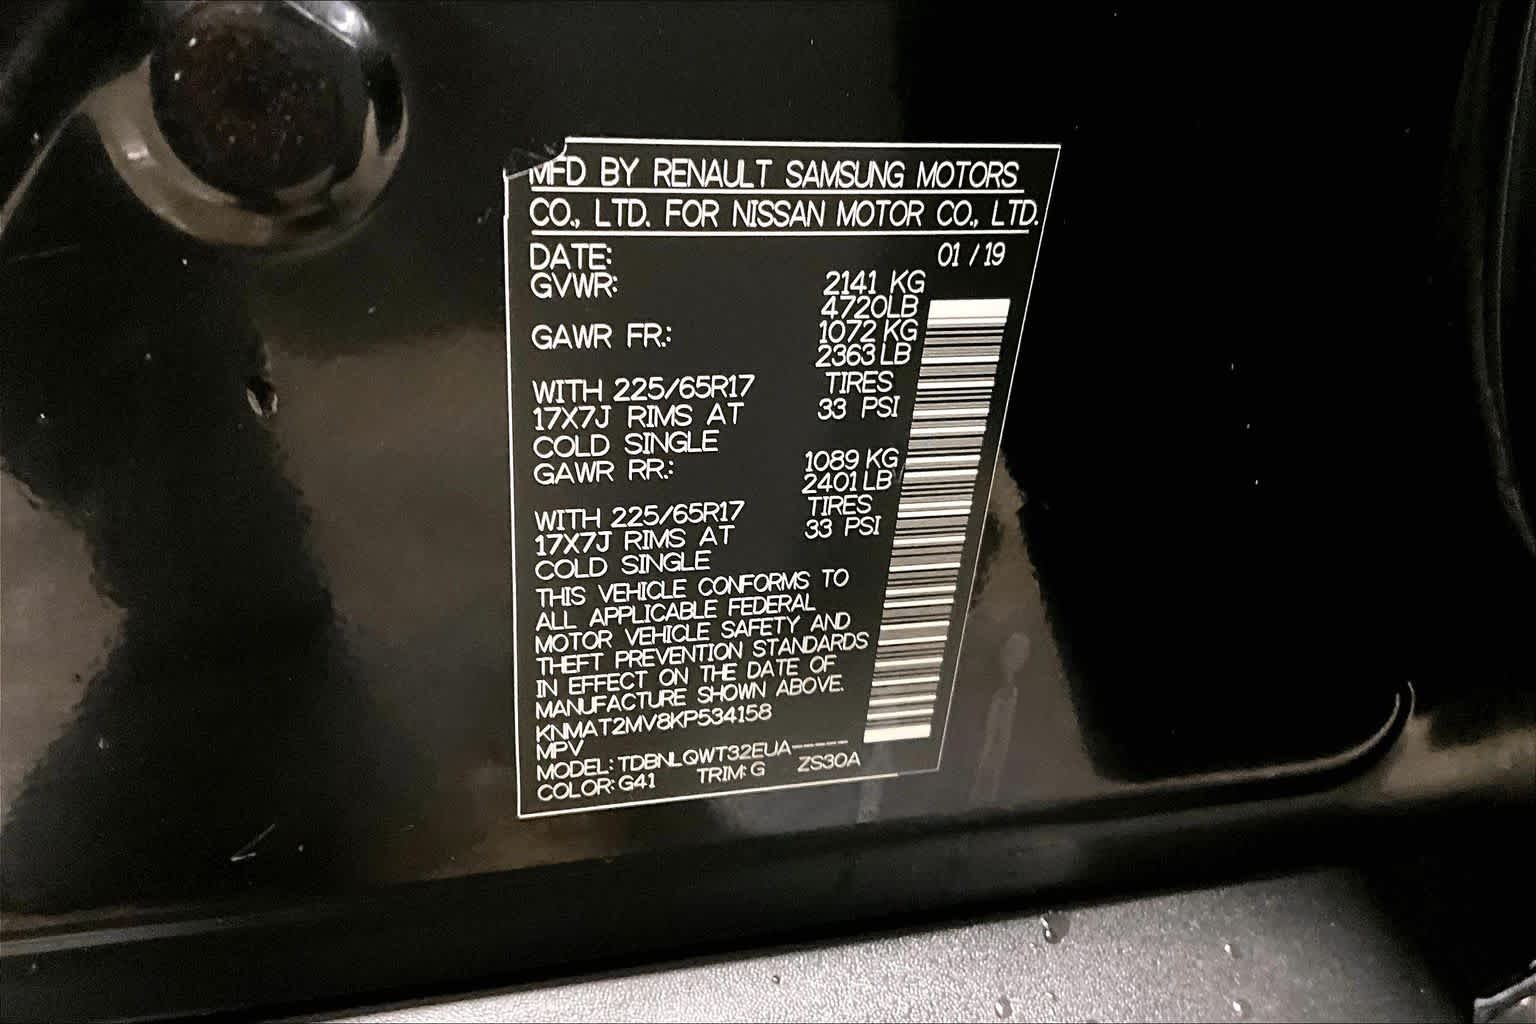 MFD BY RENAULT SAMSUNG MOTORS
CO., LTD. FOR NISSAN MOTOR CO., LTD.
DATE: 01 / 19
GVWR: 2141 KG
4720LB
GAWR FR.: 1072 KG
2363 LB
WITH 225/65R17 TIRES
17X7J RIMS AT 33 PSI
COLD SINGLE
GAWR RR.: 1089 KG
2401 LB
WITH 225/65R17 TIRES
17X7J RIMS AT 33 PSI
COLD SINGLE
THIS VEHICLE CONFORMS TO
ALL APPLICABLE FEDERAL
MOTOR VEHICLE SAFETY AND
THEFT PREVENTION STANDARDS
IN EFFECT ON THE DATE OF
MANUFACTURE SHOWN ABOVE.
KNMAT2MV8KP534158
MPV
MODEL: TDBNLQWT32EUA-----
COLOR: G41 TRIM: G ZS30A